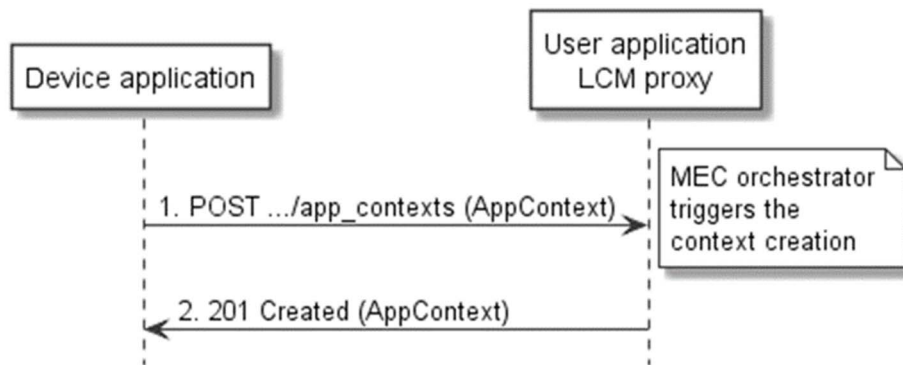 Device application
User application
LCM proxy
MEC orchestrator
triggers the
context creation
1. POST .../app_contexts (AppContext)
2. 201 Created (AppContext)